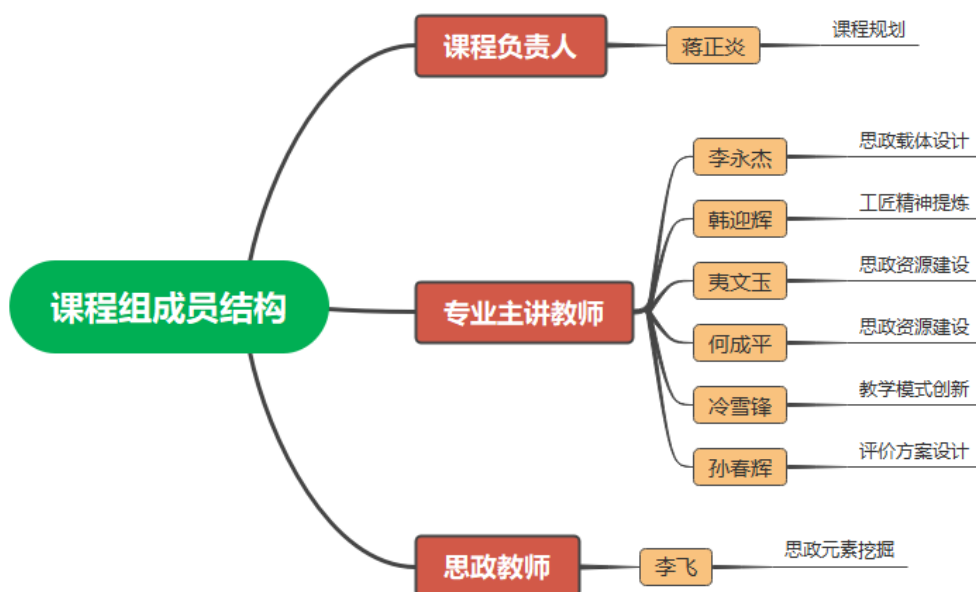 课程组成员结构
课程负责人
蒋正炎
课程规划
专业主讲教师
李永杰
思政载体设计
韩迎辉
工匠精神提炼
夷文玉
思政资源建设
何成平
思政资源建设
冷雪锋
教学模式创新
孙春辉
评价方案设计
思政教师
李飞
思政元素挖掘